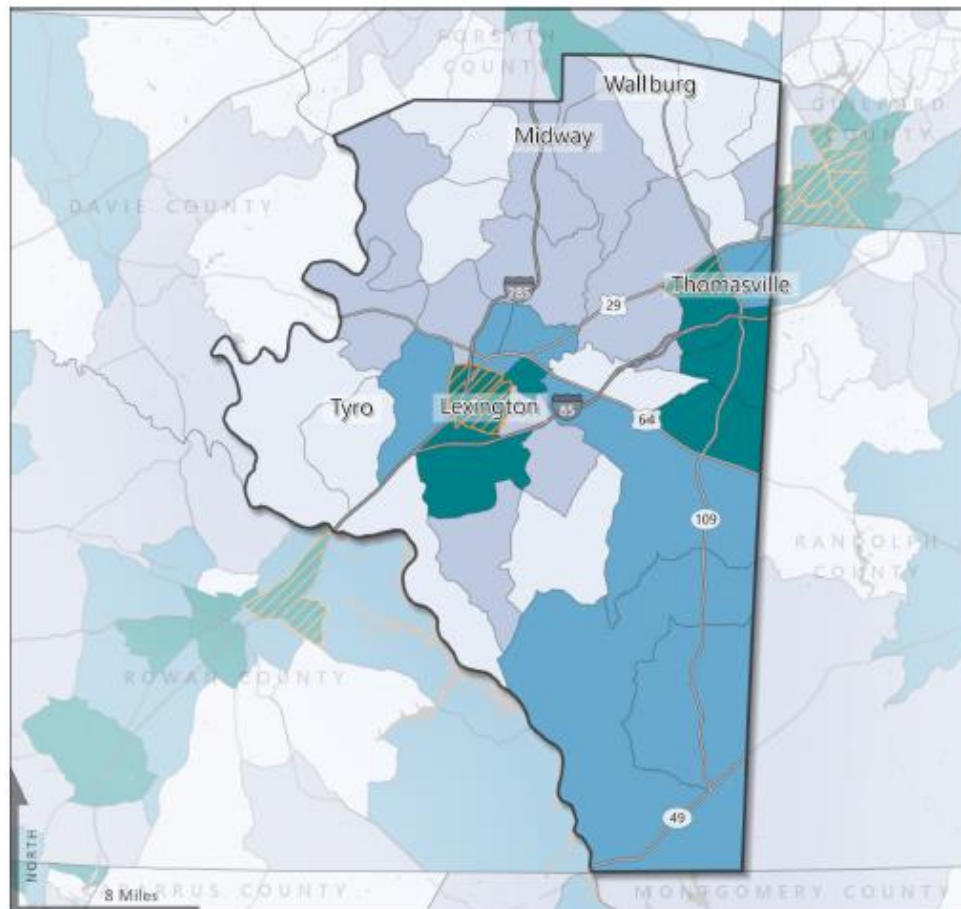 FORSYTH
COUNTY
Wallburg
GUILFORD
COUNTY
Midway
DAVIE COUNTY
Thomasville
285
29
Tyro
Lexington
85
64
109
RANDOLPH
COUNTY
ROWAN COUNTY
49
NORTH
CABARRUS COUNTY
MONTGOMERY COUNTY
8 Miles